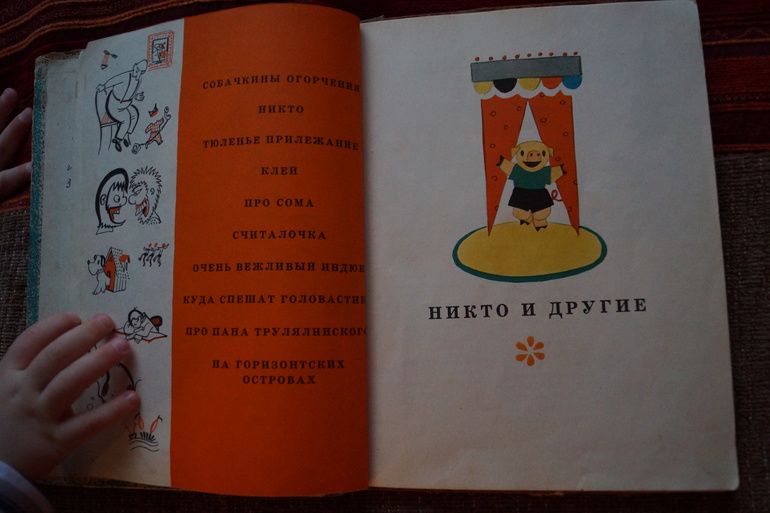 СОБАЧКИНЫ ОГОРЧЕНИЯ
НИКТО
ТЮЛЕНЬЕ ПРИЛЕЖАНИЕ
КЛЕЙ
ПРО СОМА
СЧИТАЛОЧКА
ОЧЕНЬ ВЕЖЛИВЫЙ ИНДЮК
КУДА СПЕШАТ ГОЛОВАСТИКИ
ПРО ПАНА ТРУЛЯЛИНСКОГО
НА ГОРИЗОНТСКИХ
ОСТРОВАХ
НИКТО И ДРУГИЕ